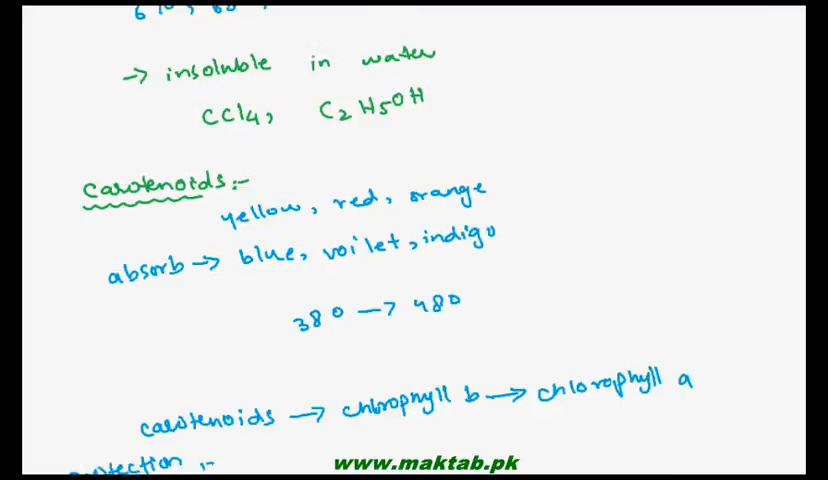 → insoluble in water
CCl4, C2H5OH
Carotenoids:-
yellow, red, orange
absorb → blue, voilet, indigo
380 → 480
carotenoids → chlorophyll b → chlorophyll a
www.maktab.pk